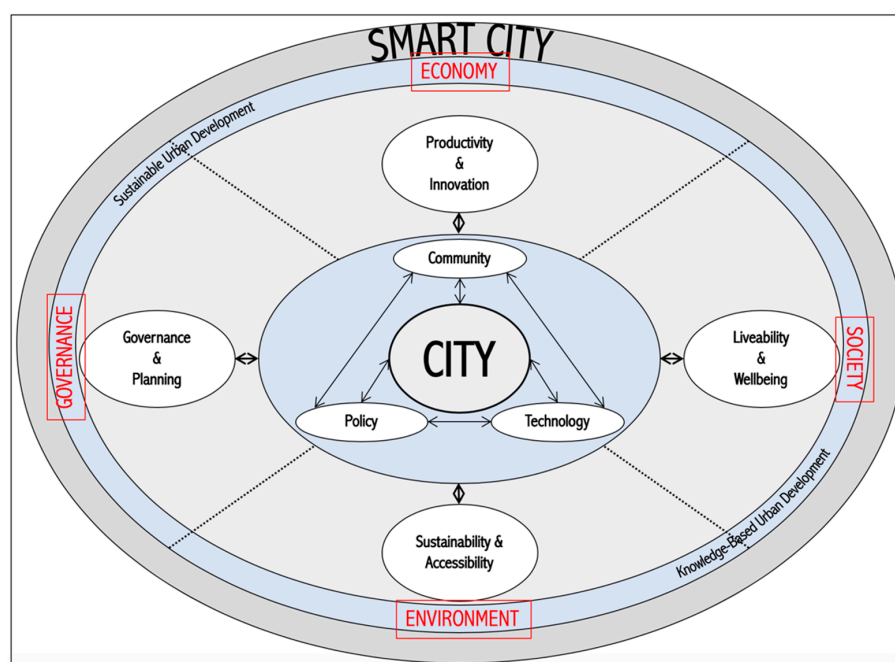 SMART CITY
ECONOMY
Sustainable Urban Development
Productivity
&
Innovation
Community
GOVERNANCE
Governance
&
Planning
CITY
Liveability
&
Wellbeing
SOCIETY
Policy
Technology
Knowledge-Based Urban Development
Sustainability &
Accessibility
ENVIRONMENT